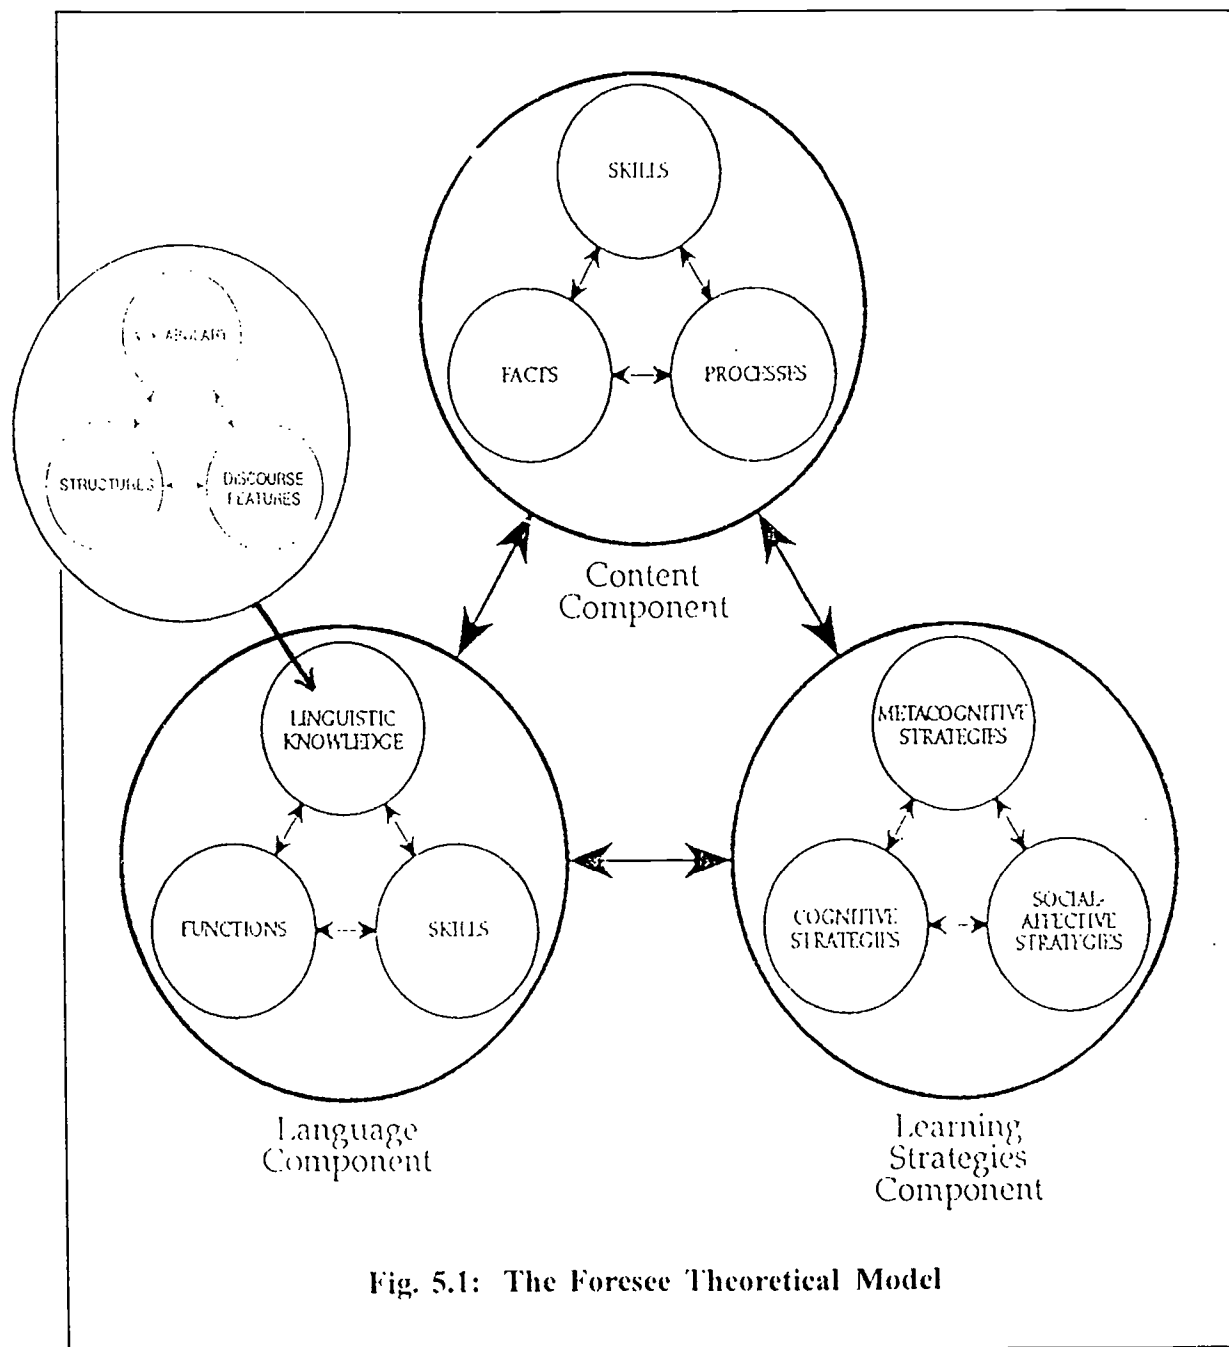 SKILLS
FACTS
PROCESSES
Content
Component
STRUCTURES
DISCOURSE
FEATURES
LINGUISTIC
KNOWLEDGE
FUNCTIONS
SKILLS
Language
Component
METACOGNITIVE
STRATEGIES
COGNITIVE
STRATEGIES
SOCIAL-
AFFECTIVE
STRATEGIES
Learning
Strategies
Component
Fig. 5.1: The Foresee Theoretical Model